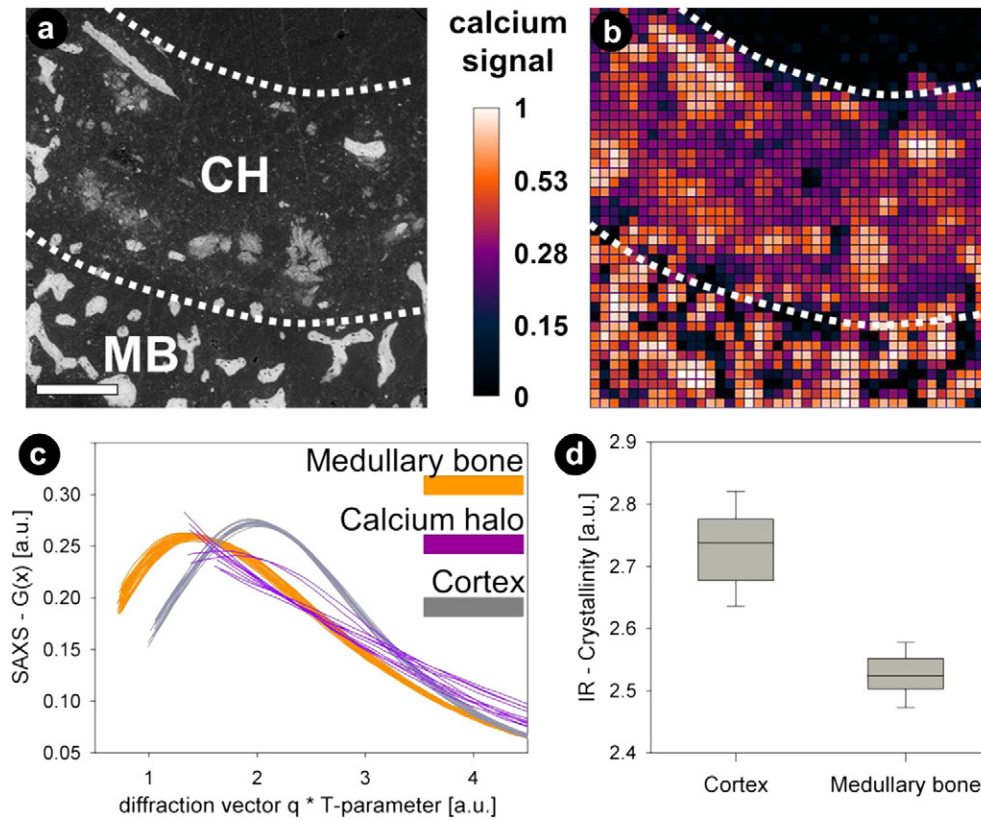 a
CH
MB
calcium
signal
1
0.53
0.28
0.15
0
b
c
Medullary bone
Calcium halo
Cortex
0.30
0.25
0.20
0.15
0.10
0.05
SAXS - G(x) [a.u.]
1 2 3 4
diffraction vector q * T-parameter [a.u.]
d
2.9
2.8
2.7
2.6
2.5
2.4
IR - Crystallinity [a.u.]
Cortex Medullary bone